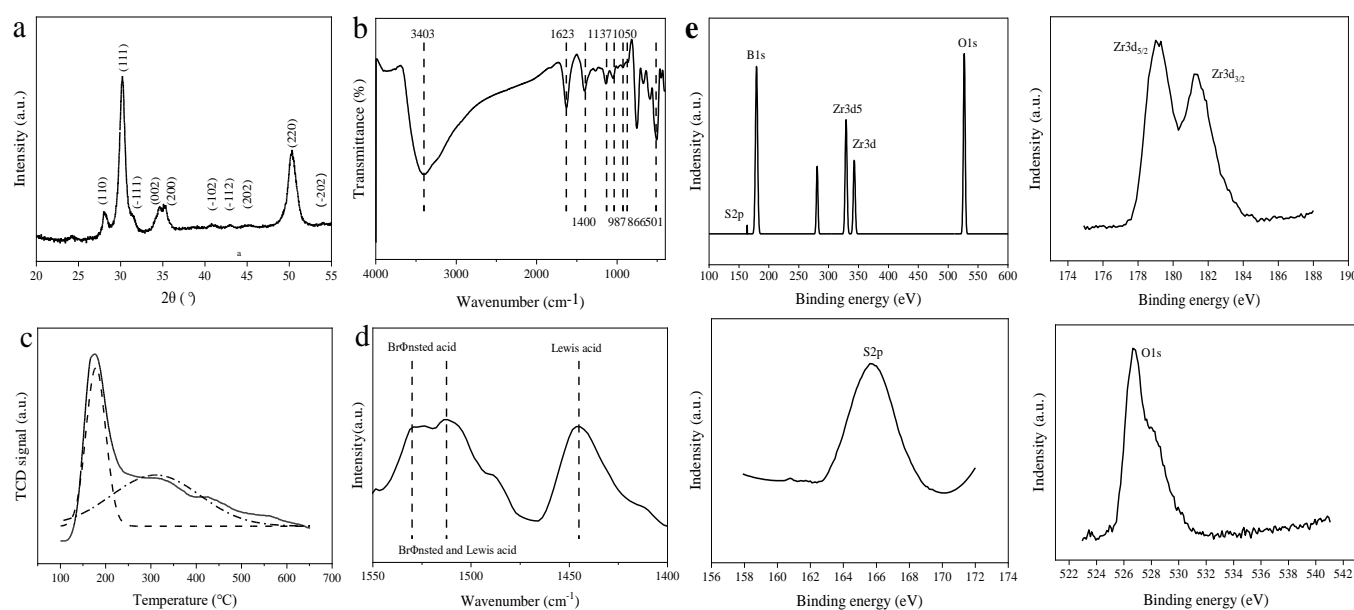 a
(111)
(110)
(-111)
(002)
(200)
(-102)
(-112)
(202)
(220)
(-202)
Intensity (a.u.)
20 25 30 35 40 45 50 55
a
2θ (°)
b
3403 1623 1137 1050
1400 987 866 501
Transmittance (%)
4000 3000 2000 1000
Wavenumber (cm-1)
c
TCD signal (a.u.)
100 200 300 400 500 600 700
Temperature (°C)
d
BrΦnsted acid
Lewis acid
BrΦnsted and Lewis acid
Intensity(a.u.)
1550 1500 1450 1400
Wavenumber (cm-1)
e
O1s
B1s
Zr3d5
Zr3d
S2p
Indensity (a.u.)
100 150 200 250 300 350 400 450 500 550 600
Binding energy (eV)
Zr3d5/2
Zr3d3/2
Indensity (a.u.)
174 176 178 180 182 184 186 188 190
Binding energy (eV)
S2p
Indensity (a.u.)
156 158 160 162 164 166 168 170 172 174
Binding energy (eV)
O1s
Indensity (a.u.)
522 524 526 528 530 532 534 536 538 540 542
Binding energy (eV)